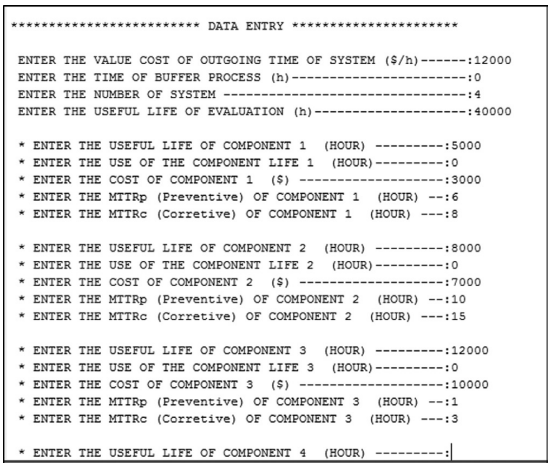 ************************* DATA ENTRY **********************
ENTER THE VALUE COST OF OUTGOING TIME OF SYSTEM ($/h)------:12000
ENTER THE TIME OF BUFFER PROCESS (h)-----------------------:0
ENTER THE NUMBER OF SYSTEM --------------------------------:4
ENTER THE USEFUL LIFE OF EVALUATION (h)--------------------:40000
* ENTER THE USEFUL LIFE OF COMPONENT 1 (HOUR) ---------:5000
* ENTER THE USE OF THE COMPONENT LIFE 1 (HOUR)---------:0
* ENTER THE COST OF COMPONENT 1 ($) -------------------:3000
* ENTER THE MTTRp (Preventive) OF COMPONENT 1 (HOUR) --:6
* ENTER THE MTTRc (Corretive) OF COMPONENT 1 (HOUR) ---:8
* ENTER THE USEFUL LIFE OF COMPONENT 2 (HOUR) ---------:8000
* ENTER THE USE OF THE COMPONENT LIFE 2 (HOUR)---------:0
* ENTER THE COST OF COMPONENT 2 ($) -------------------:7000
* ENTER THE MTTRp (Preventive) OF COMPONENT 2 (HOUR) --:10
* ENTER THE MTTRc (Corretive) OF COMPONENT 2 (HOUR) ---:15
* ENTER THE USEFUL LIFE OF COMPONENT 3 (HOUR) ---------:12000
* ENTER THE USE OF THE COMPONENT LIFE 3 (HOUR)---------:0
* ENTER THE COST OF COMPONENT 3 ($) -------------------:10000
* ENTER THE MTTRp (Preventive) OF COMPONENT 3 (HOUR) --:1
* ENTER THE MTTRc (Corretive) OF COMPONENT 3 (HOUR) ---:3
* ENTER THE USEFUL LIFE OF COMPONENT 4 (HOUR) ---------: